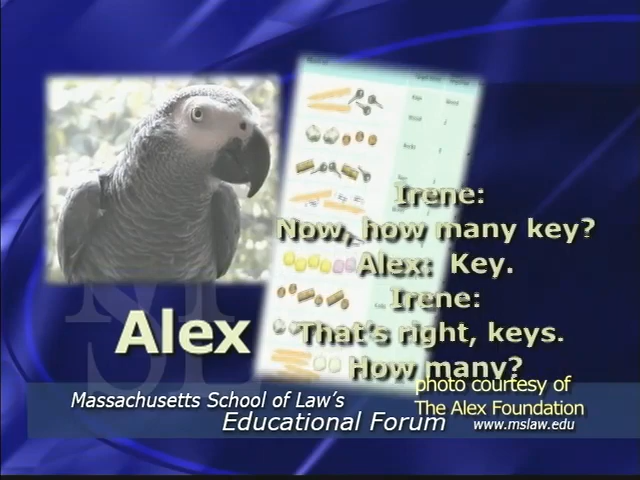 Irene:
Now, how many key?
Alex: Key.
Irene:
That's right, keys.
How many?
Alex
photo courtesy of
The Alex Foundation
Massachusetts School of Law's
Educational Forum
www.mslaw.edu